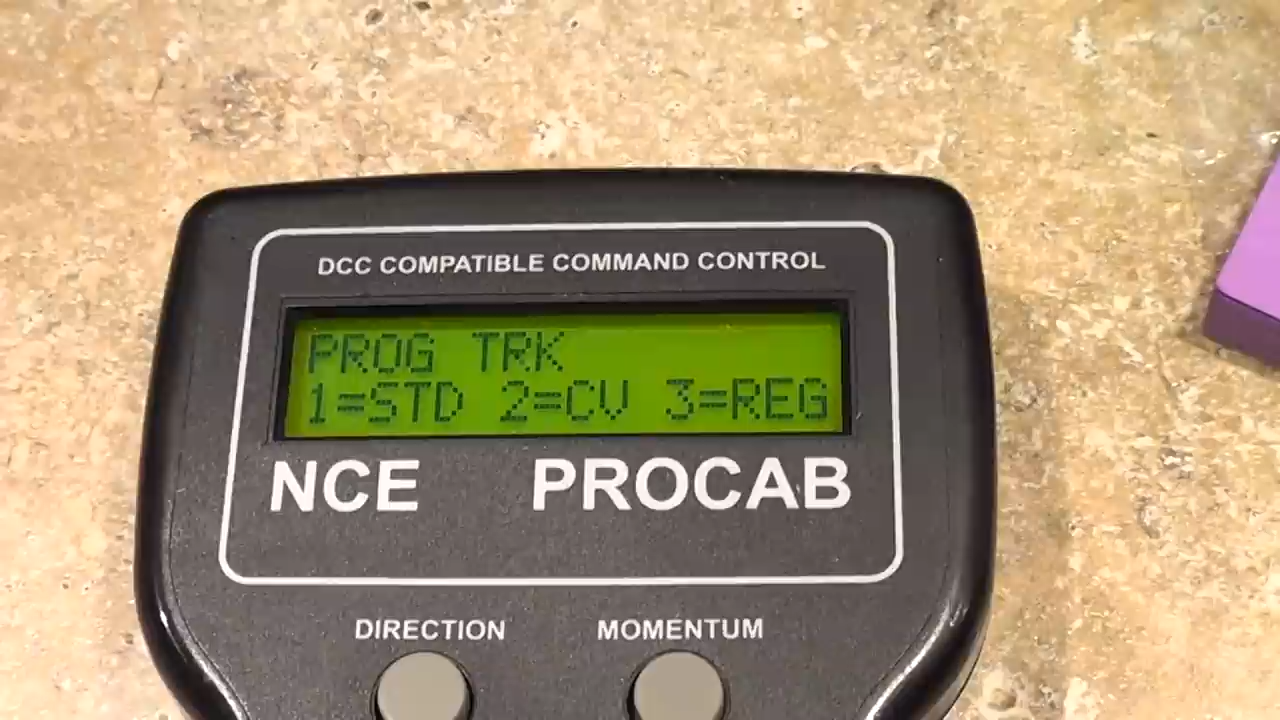 DCC COMPATIBLE COMMAND CONTROL
PROG TRK
1=STD 2=CV 3=REG
NCE PROCAB
DIRECTION MOMENTUM